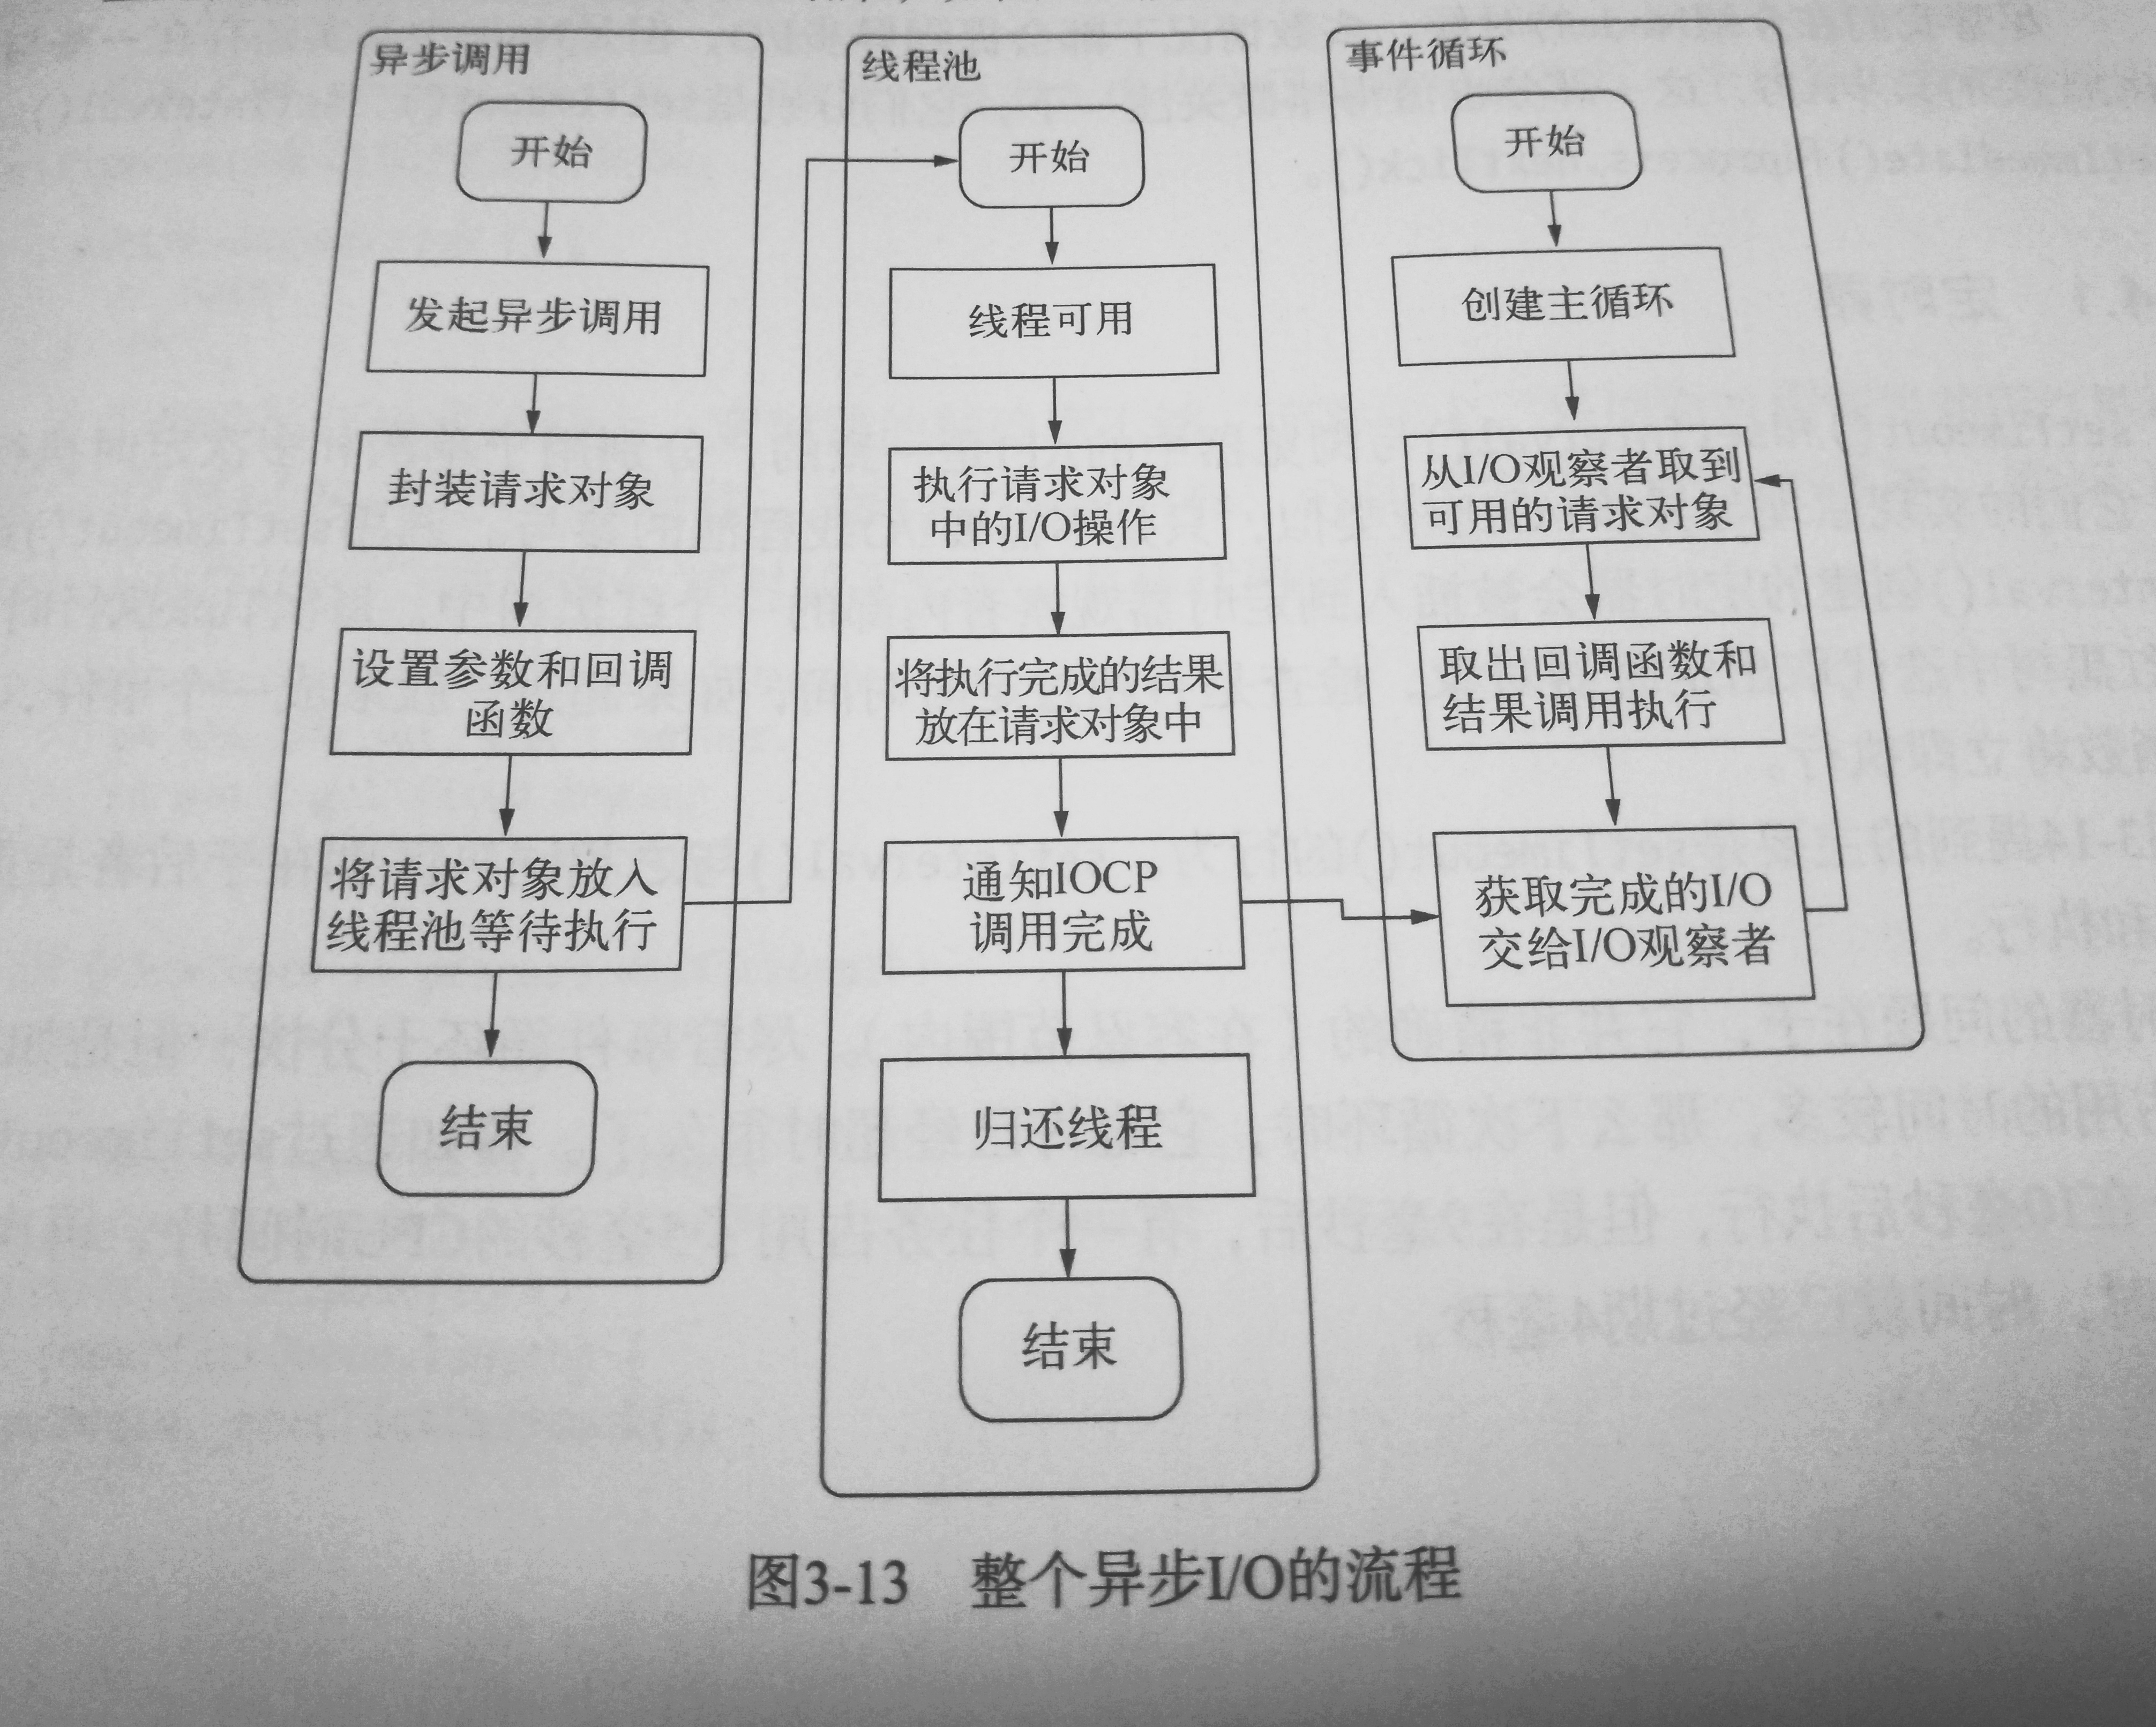 异步调用
开始
发起异步调用
封装请求对象
设置参数和回调
函数
将请求对象放入
线程池等待执行
结束
线程池
开始
线程可用
执行请求对象
中的I/O操作
将执行完成的结果
放在请求对象中
通知IOCP
调用完成
归还线程
结束
事件循环
开始
创建主循环
从I/O观察者取到
可用的请求对象
取出回调函数和
结果调用执行
获取完成的I/O
交给I/O观察者
图3-13 整个异步I/O的流程